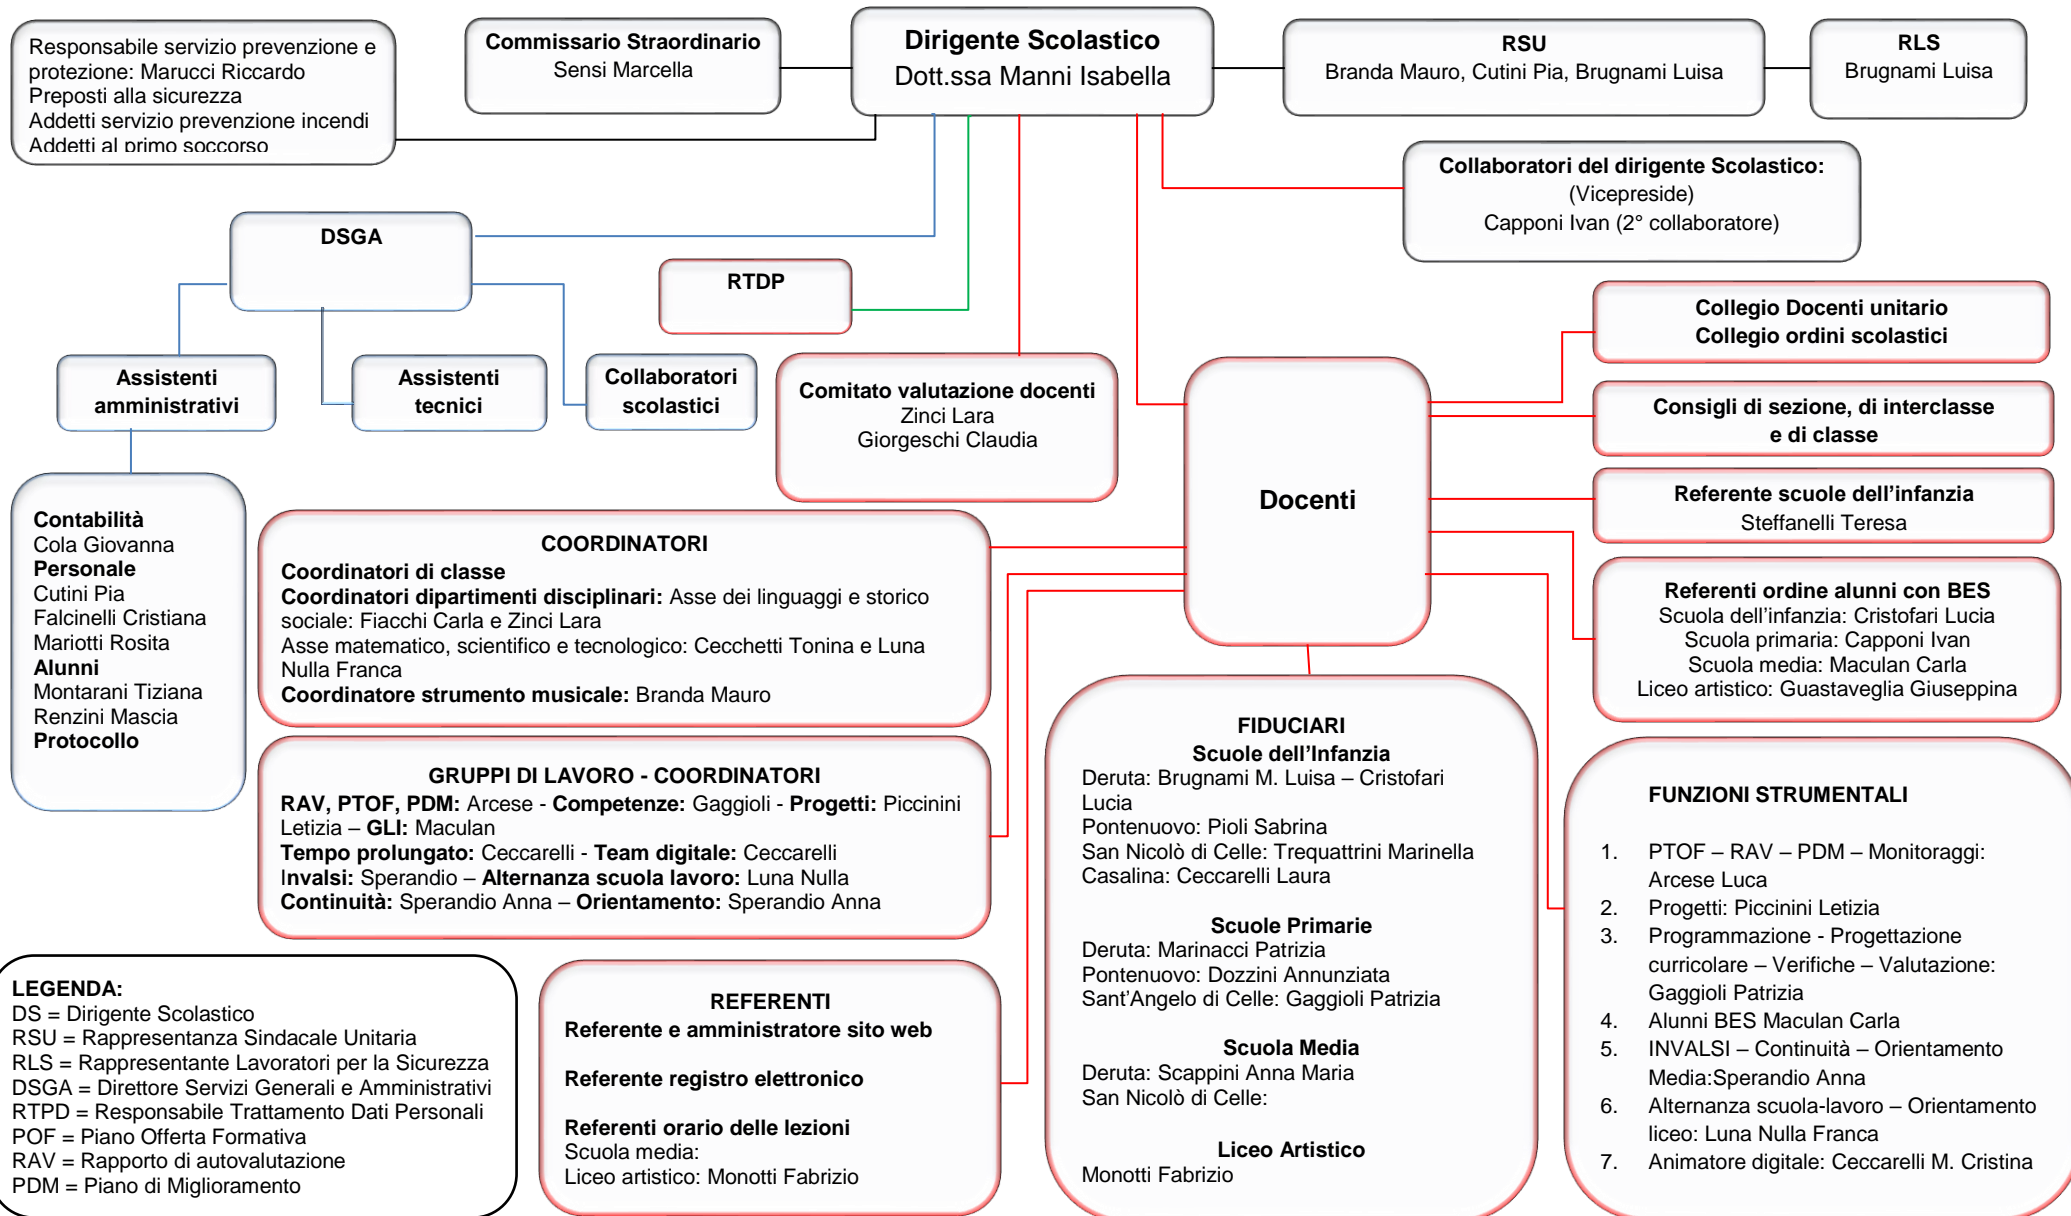 Responsabile servizio prevenzione e
protezione: Marucci Riccardo
Preposti alla sicurezza
Addetti servizio prevenzione incendi
Addetti al primo soccorso
Commissario Straordinario
Sensi Marcella
Dirigente Scolastico
Dott.ssa Manni Isabella
RSU
Branda Mauro, Cutini Pia, Brugnami Luisa
RLS
Brugnami Luisa
Collaboratori del dirigente Scolastico:
(Vicepreside)
Capponi Ivan (2° collaboratore)
DSGA
RTDP
Assistenti
amministrativi
Assistenti
tecnici
Collaboratori
scolastici
Comitato valutazione docenti
Zinci Lara
Giorgeschi Claudia
Docenti
Collegio Docenti unitario
Collegio ordini scolastici
Consigli di sezione, di interclasse
e di classe
Referente scuole dell’infanzia
Steffanelli Teresa
Referenti ordine alunni con BES
Scuola dell’infanzia: Cristofari Lucia
Scuola primaria: Capponi Ivan
Scuola media: Maculan Carla
Liceo artistico: Guastaveglia Giuseppina
Contabilità
Cola Giovanna
Personale
Cutini Pia
Falcinelli Cristiana
Mariotti Rosita
Alunni
Montarani Tiziana
Renzini Mascia
Protocollo
COORDINATORI
Coordinatori di classe
Coordinatori dipartimenti disciplinari: Asse dei linguaggi e storico
sociale: Fiacchi Carla e Zinci Lara
Asse matematico, scientifico e tecnologico: Cecchetti Tonina e Luna
Nulla Franca
Coordinatore strumento musicale: Branda Mauro
GRUPPI DI LAVORO - COORDINATORI
RAV, PTOF, PDM: Arcese - Competenze: Gaggioli - Progetti: Piccinini
Letizia – GLI: Maculan
Tempo prolungato: Ceccarelli - Team digitale: Ceccarelli
Invalsi: Sperandio – Alternanza scuola lavoro: Luna Nulla
Continuità: Sperandio Anna – Orientamento: Sperandio Anna
FIDUCIARI
Scuole dell’Infanzia
Deruta: Brugnami M. Luisa – Cristofari
Lucia
Pontenuovo: Pioli Sabrina
San Nicolò di Celle: Trequattrini Marinella
Casalina: Ceccarelli Laura
Scuole Primarie
Deruta: Marinacci Patrizia
Pontenuovo: Dozzini Annunziata
Sant’Angelo di Celle: Gaggioli Patrizia
Scuola Media
Deruta: Scappini Anna Maria
San Nicolò di Celle:
Liceo Artistico
Monotti Fabrizio
FUNZIONI STRUMENTALI
1. PTOF – RAV – PDM – Monitoraggi:
Arcese Luca
2. Progetti: Piccinini Letizia
3. Programmazione - Progettazione
curricolare – Verifiche – Valutazione:
Gaggioli Patrizia
4. Alunni BES Maculan Carla
5. INVALSI – Continuità – Orientamento
Media:Sperandio Anna
6. Alternanza scuola-lavoro – Orientamento
liceo: Luna Nulla Franca
7. Animatore digitale: Ceccarelli M. Cristina
LEGENDA:
DS = Dirigente Scolastico
RSU = Rappresentanza Sindacale Unitaria
RLS = Rappresentante Lavoratori per la Sicurezza
DSGA = Direttore Servizi Generali e Amministrativi
RTPD = Responsabile Trattamento Dati Personali
POF = Piano Offerta Formativa
RAV = Rapporto di autovalutazione
PDM = Piano di Miglioramento
REFERENTI
Referente e amministratore sito web
Referente registro elettronico
Referenti orario delle lezioni
Scuola media:
Liceo artistico: Monotti Fabrizio